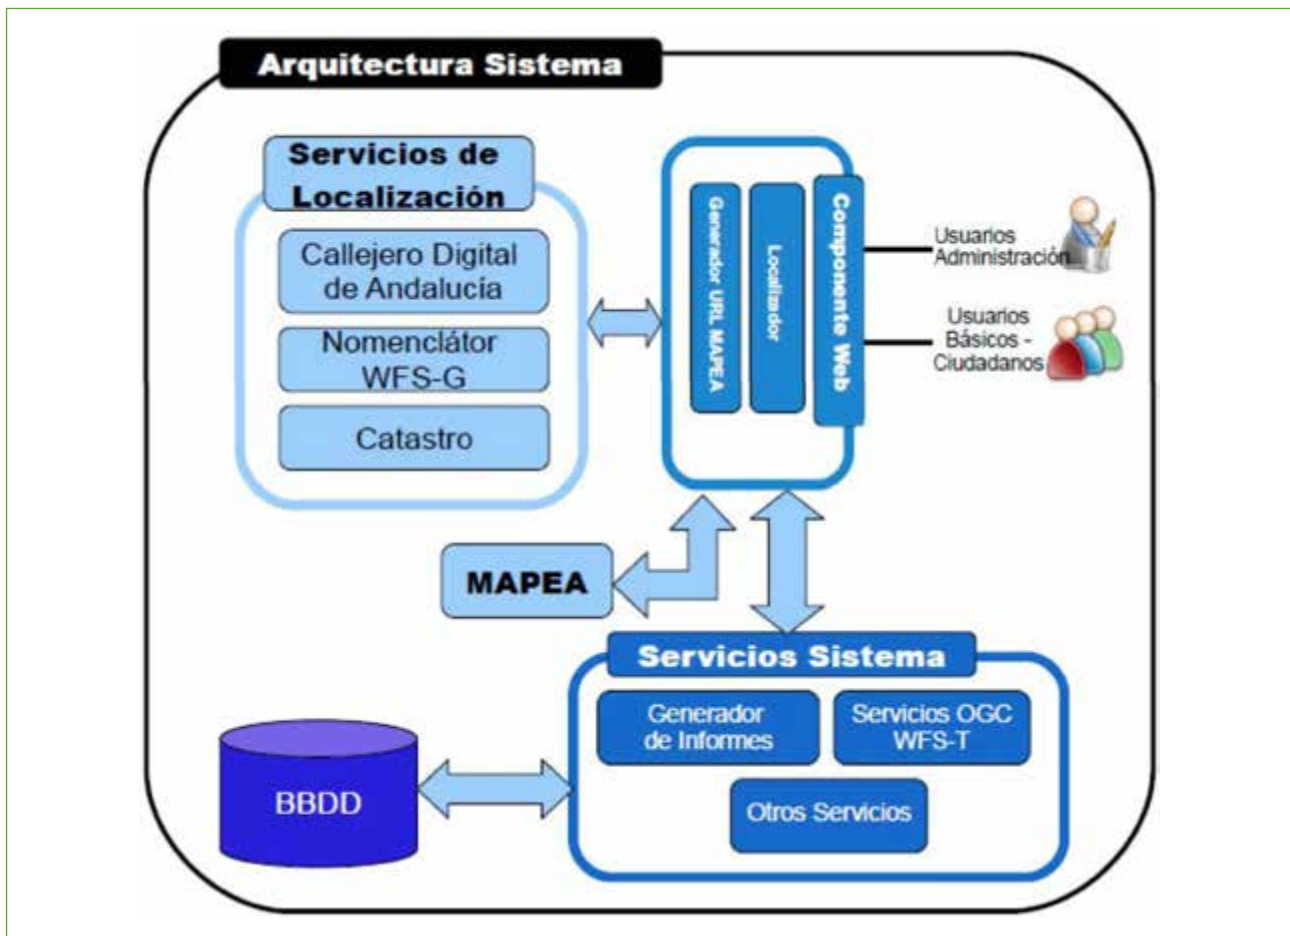 Arquitectura Sistema
Servicios de
Localización
Callejero Digital
de Andalucía
Nomenclátor
WFS-G
Catastro
Generador URL MAPEA
Localizador
Componente Web
Usuarios
Administración
Usuarios
Básicos -
Ciudadanos
MAPEA
Servicios Sistema
Generador
de Informes
Servicios OGC
WFS-T
Otros Servicios
BBDD